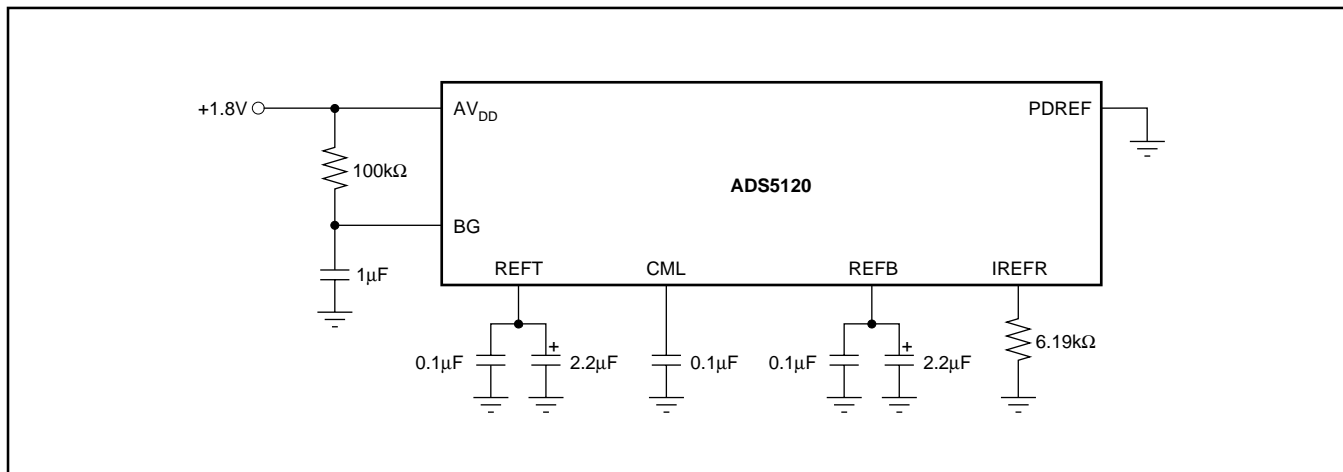 +1.8V
AVDD
PDREF
100kΩ
ADS5120
BG
1μF
REFT
CML
REFB
IREFR
0.1μF
+
2.2μF
0.1μF
0.1μF
+
2.2μF
6.19kΩ